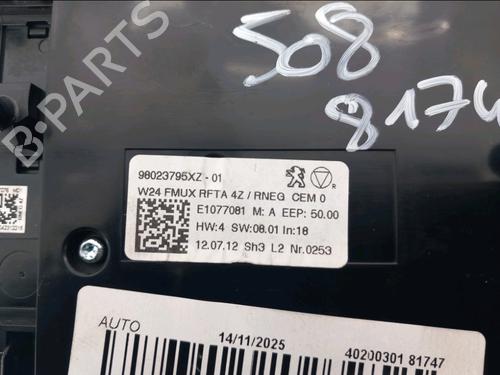 508
8174
B-PARTS
98023795XZ - 01
W24 FMUX RFTA 4Z / RNEG CEM 0
E1077081 M: A EEP: 50.00
HW:4 SW:08.01 In:18
12.07.12 Sh3 L2 Nr.0253
R
AUTO
14/11/2025
40200301 81747